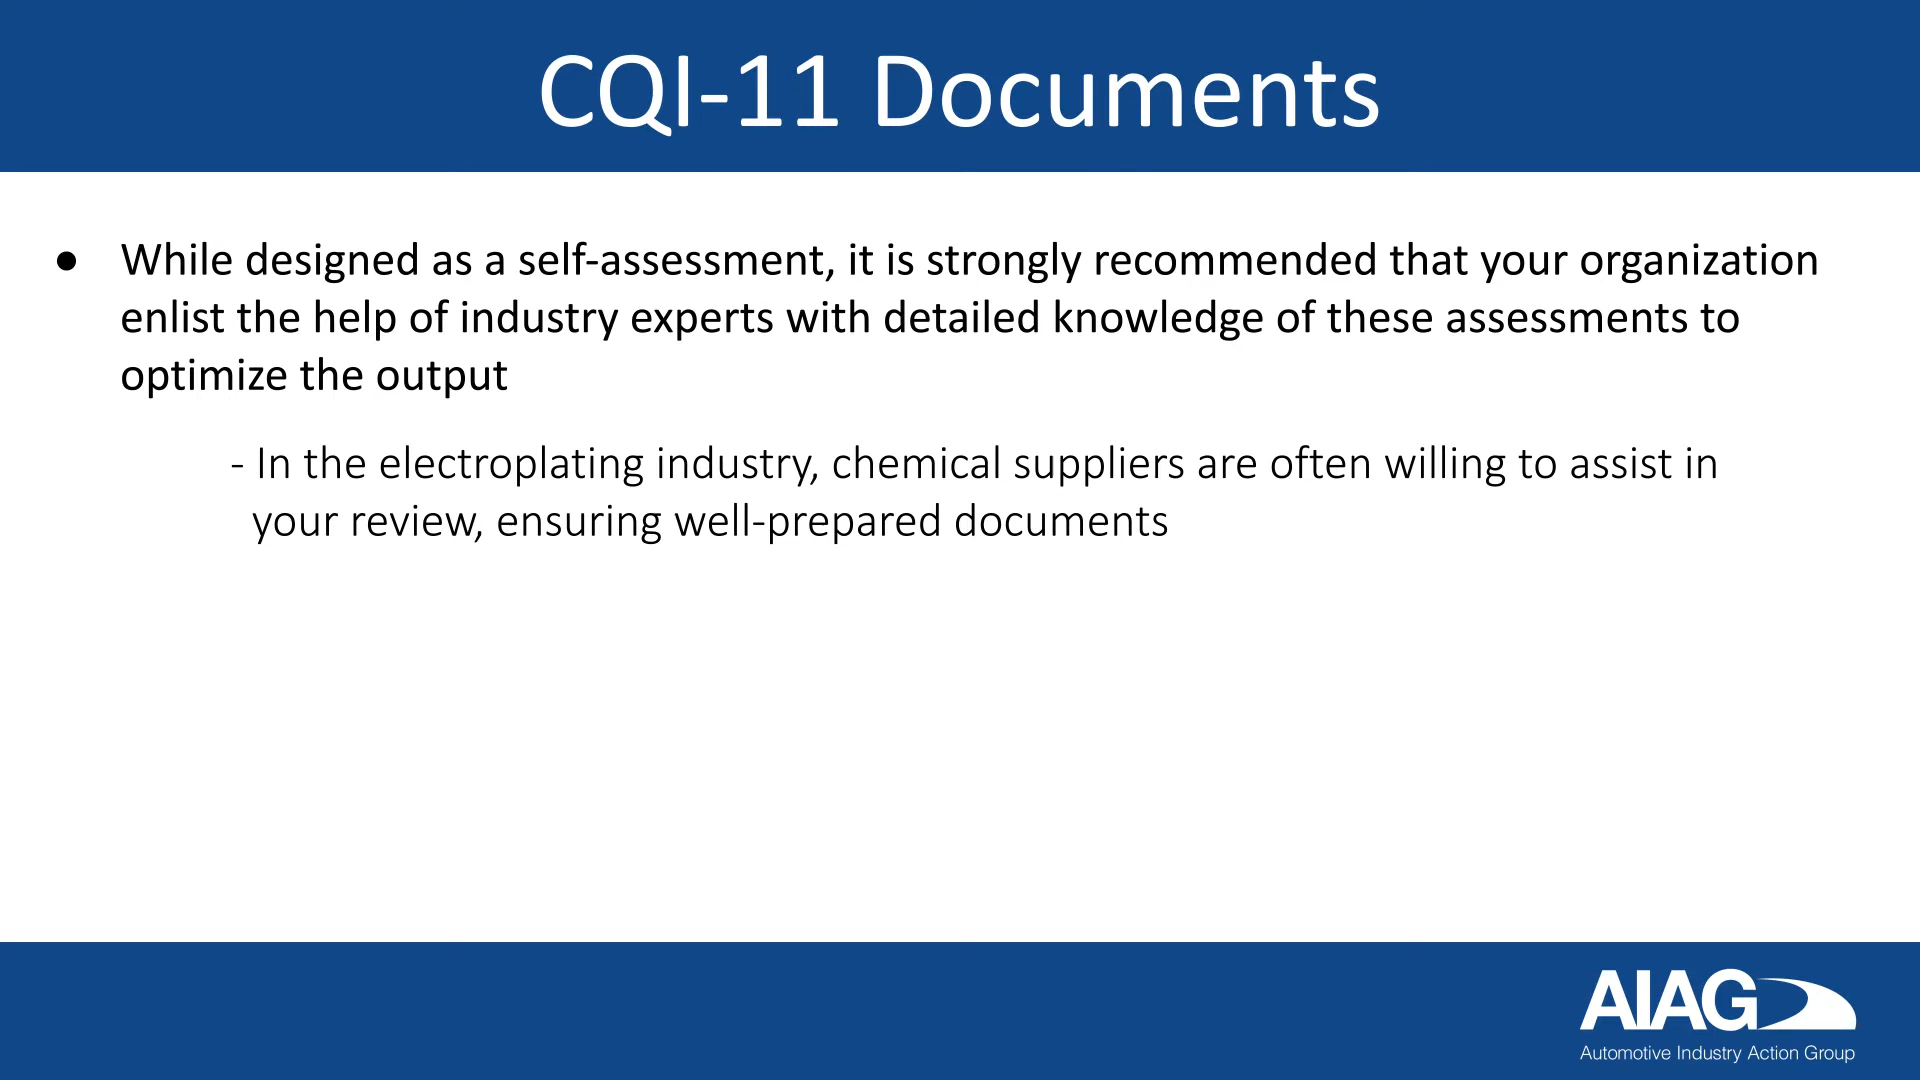 CQI-11 Documents
● While designed as a self-assessment, it is strongly recommended that your organization
enlist the help of industry experts with detailed knowledge of these assessments to
optimize the output
- In the electroplating industry, chemical suppliers are often willing to assist in
your review, ensuring well-prepared documents
AIAG
Automotive Industry Action Group